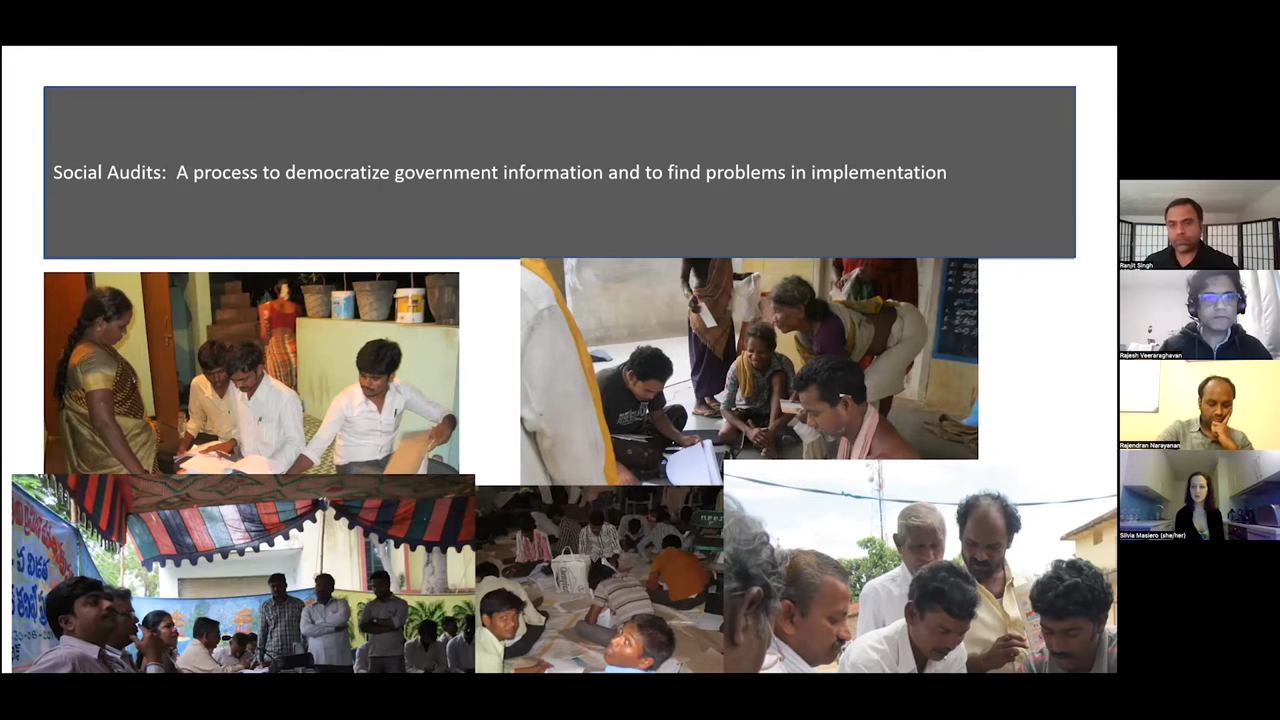 Social Audits:  A process to democratize government information and to find problems in implementation
Ranjit Singh
Rajesh Veeraraghavan
Rajendran Narayanan
Silvia Masiero (she/her)